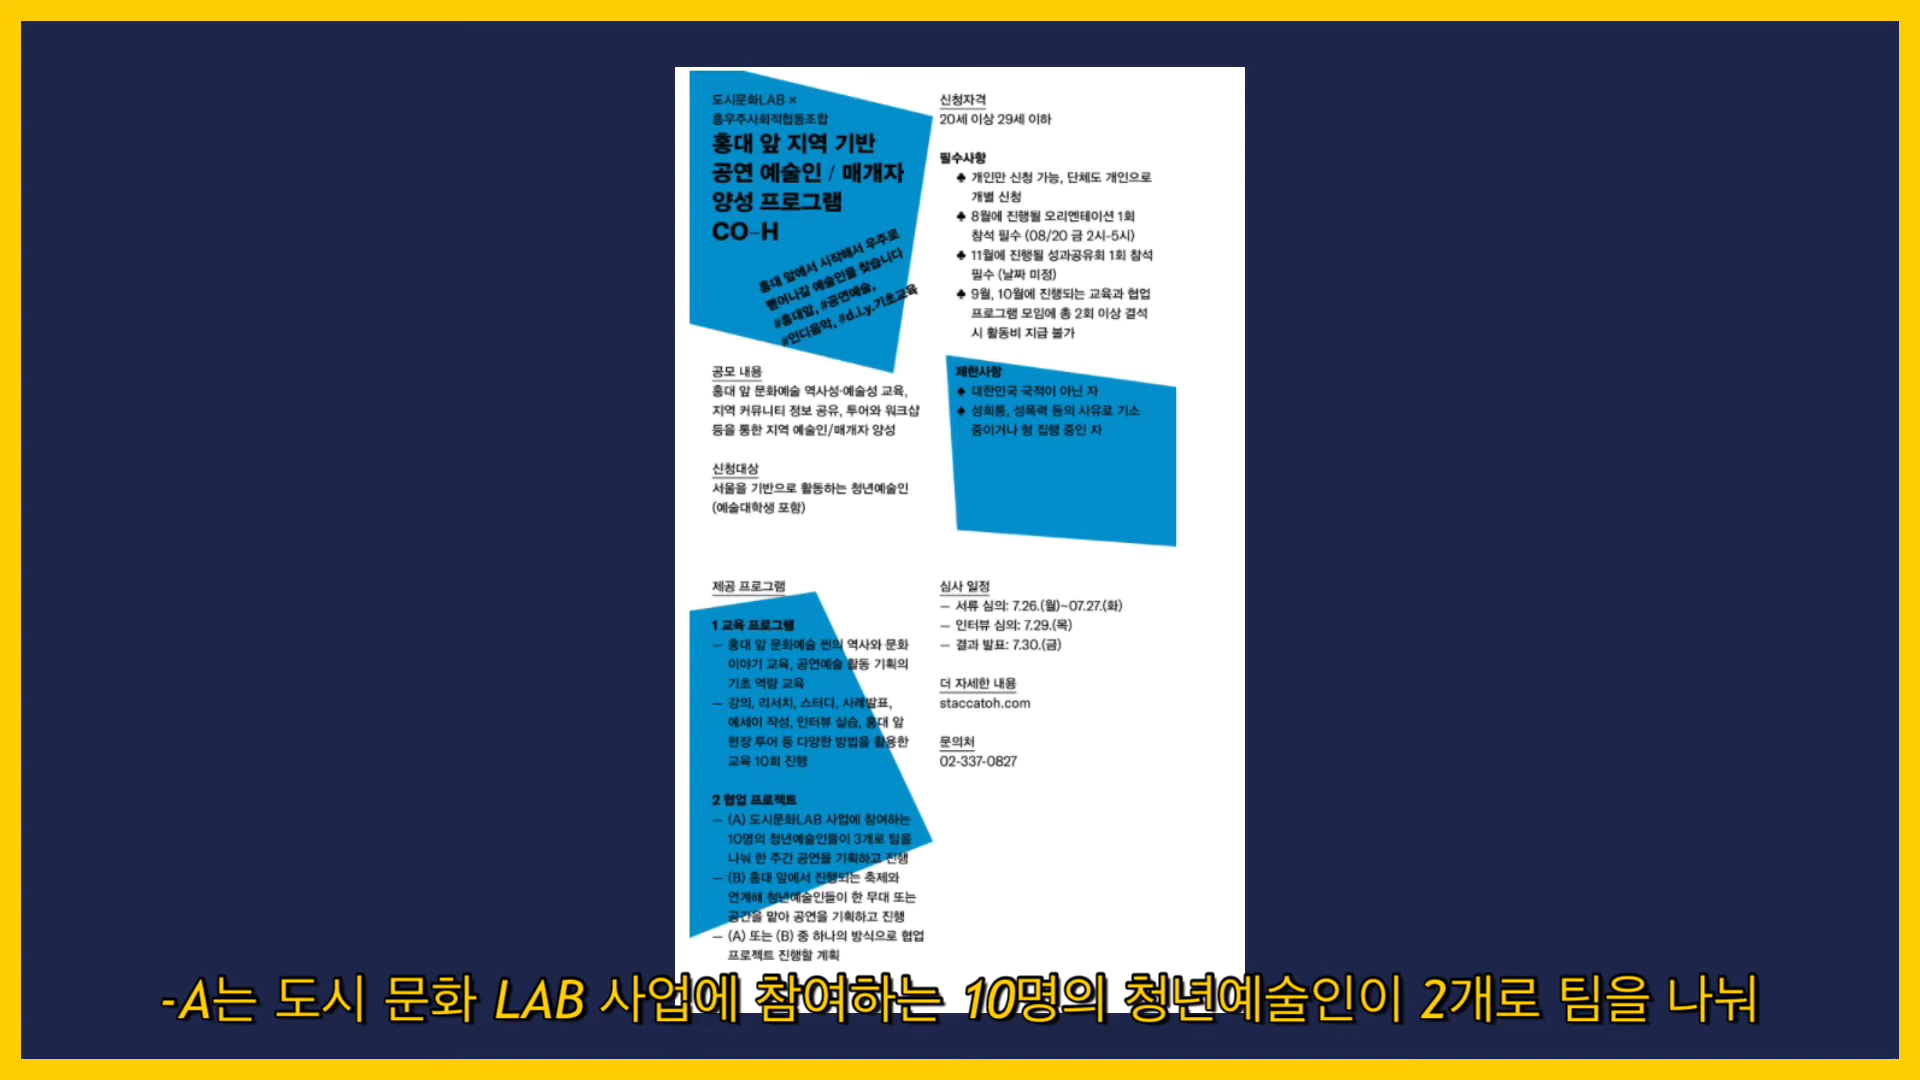 도시문화LAB ×
홍우주사회적협동조합
홍대 앞 지역 기반
공연 예술인 / 매개자
양성 프로그램
CO–H
홍대 앞에서 시작해서 우주로
뻗어나갈 예술인을 찾습니다
#홍대앞, #공연예술,
#인디음악, #d.i.y.기초교육
공모 내용
홍대 앞 문화예술 역사성·예술성 교육,
지역 커뮤니티 정보 공유, 투어와 워크샵
등을 통한 지역 예술인/매개자 양성
신청대상
서울을 기반으로 활동하는 청년예술인
(예술대학생 포함)
신청자격
20세 이상 29세 이하
필수사항
♣ 개인만 신청 가능, 단체도 개인으로
개별 신청
♣ 8월에 진행될 오리엔테이션 1회
참석 필수 (08/20 금 2시-5시)
♣ 11월에 진행될 성과공유회 1회 참석
필수 (날짜 미정)
♣ 9월, 10월에 진행되는 교육과 협업
프로그램 모임에 총 2회 이상 결석
시 활동비 지급 불가
제한사항
♠ 대한민국 국적이 아닌 자
♠ 성희롱, 성폭력 등의 사유로 기소
중이거나 형 집행 중인 자
제공 프로그램
1 교육 프로그램
— 홍대 앞 문화예술 씬의 역사와 문화
이야기 교육, 공연예술 활동 기획의
기초 역량 교육
— 강의, 리서치, 스터디, 사례발표,
에세이 작성, 인터뷰 실습, 홍대 앞
현장 투어 등 다양한 방법을 활용한
교육 10회 진행
2 협업 프로젝트
— (A) 도시문화LAB 사업에 참여하는
10명의 청년예술인들이 3개로 팀을
나눠 한 주간 공연을 기획하고 진행
— (B) 홍대 앞에서 진행되는 축제와
연계해 청년예술인들이 한 무대 또는
공간을 맡아 공연을 기획하고 진행
— (A) 또는 (B) 중 하나의 방식으로 협업
프로젝트 진행할 계획
심사 일정
— 서류 심의: 7.26.(월)~07.27.(화)
— 인터뷰 심의: 7.29.(목)
— 결과 발표: 7.30.(금)
더 자세한 내용
staccatoh.com
문의처
02-337-0827
-A는 도시 문화 LAB 사업에 참여하는 10명의 청년예술인이 2개로 팀을 나눠